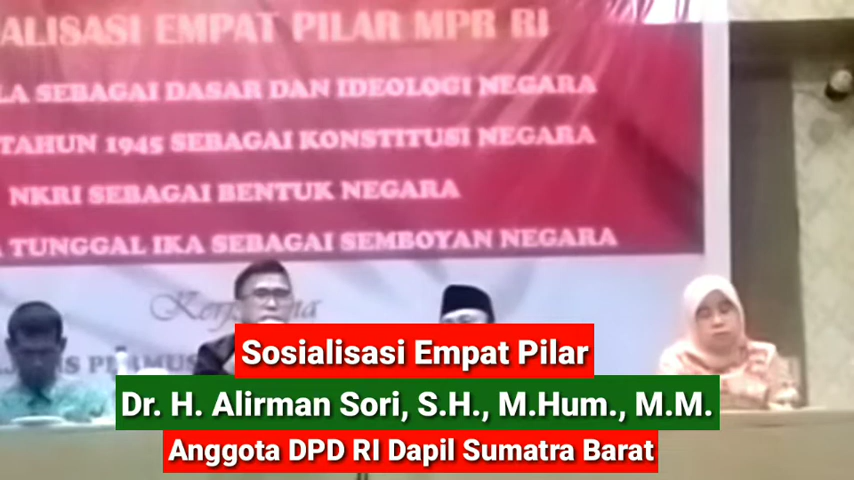 ALISASI EMPAT PILAR MPR RI
LA SEBAGAI DASAR DAN IDEOLOGI NEGARA
TAHUN 1945 SEBAGAI KONSTITUSI NEGARA
NKRI SEBAGAI BENTUK NEGARA
TUNGGAL IKA SEBAGAI SEMBOYAN NEGARA
Sosialisasi Empat Pilar
Dr. H. Alirman Sori, S.H., M.Hum., M.M.
Anggota DPD RI Dapil Sumatra Barat